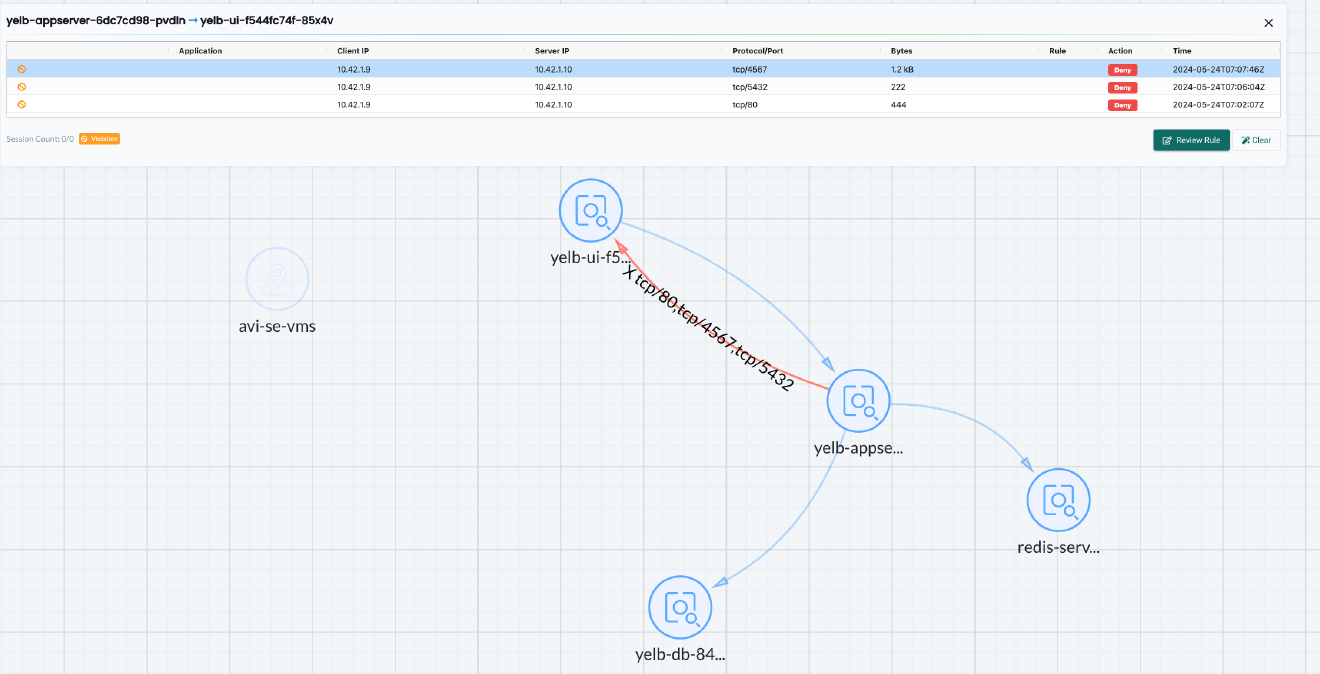 yelb-appserver-6dc7cd98-pvdln → yelb-ui-f544fc74f-85x4v
Application Client IP Server IP Protocol/Port Bytes Rule Action Time
10.42.1.9 10.42.1.10 tcp/4567 1.2 kB Deny 2024-05-24T07:07:46Z
10.42.1.9 10.42.1.10 tcp/5432 222 Deny 2024-05-24T07:06:04Z
10.42.1.9 10.42.1.10 tcp/80 444 Deny 2024-05-24T07:02:07Z
Session Count: 0/0 Violation Review Rule Clear
yelb-ui-f5...
X tcp/80,tcp/4567,tcp/5432
avi-se-vms
yelb-appse...
redis-serv...
yelb-db-84...